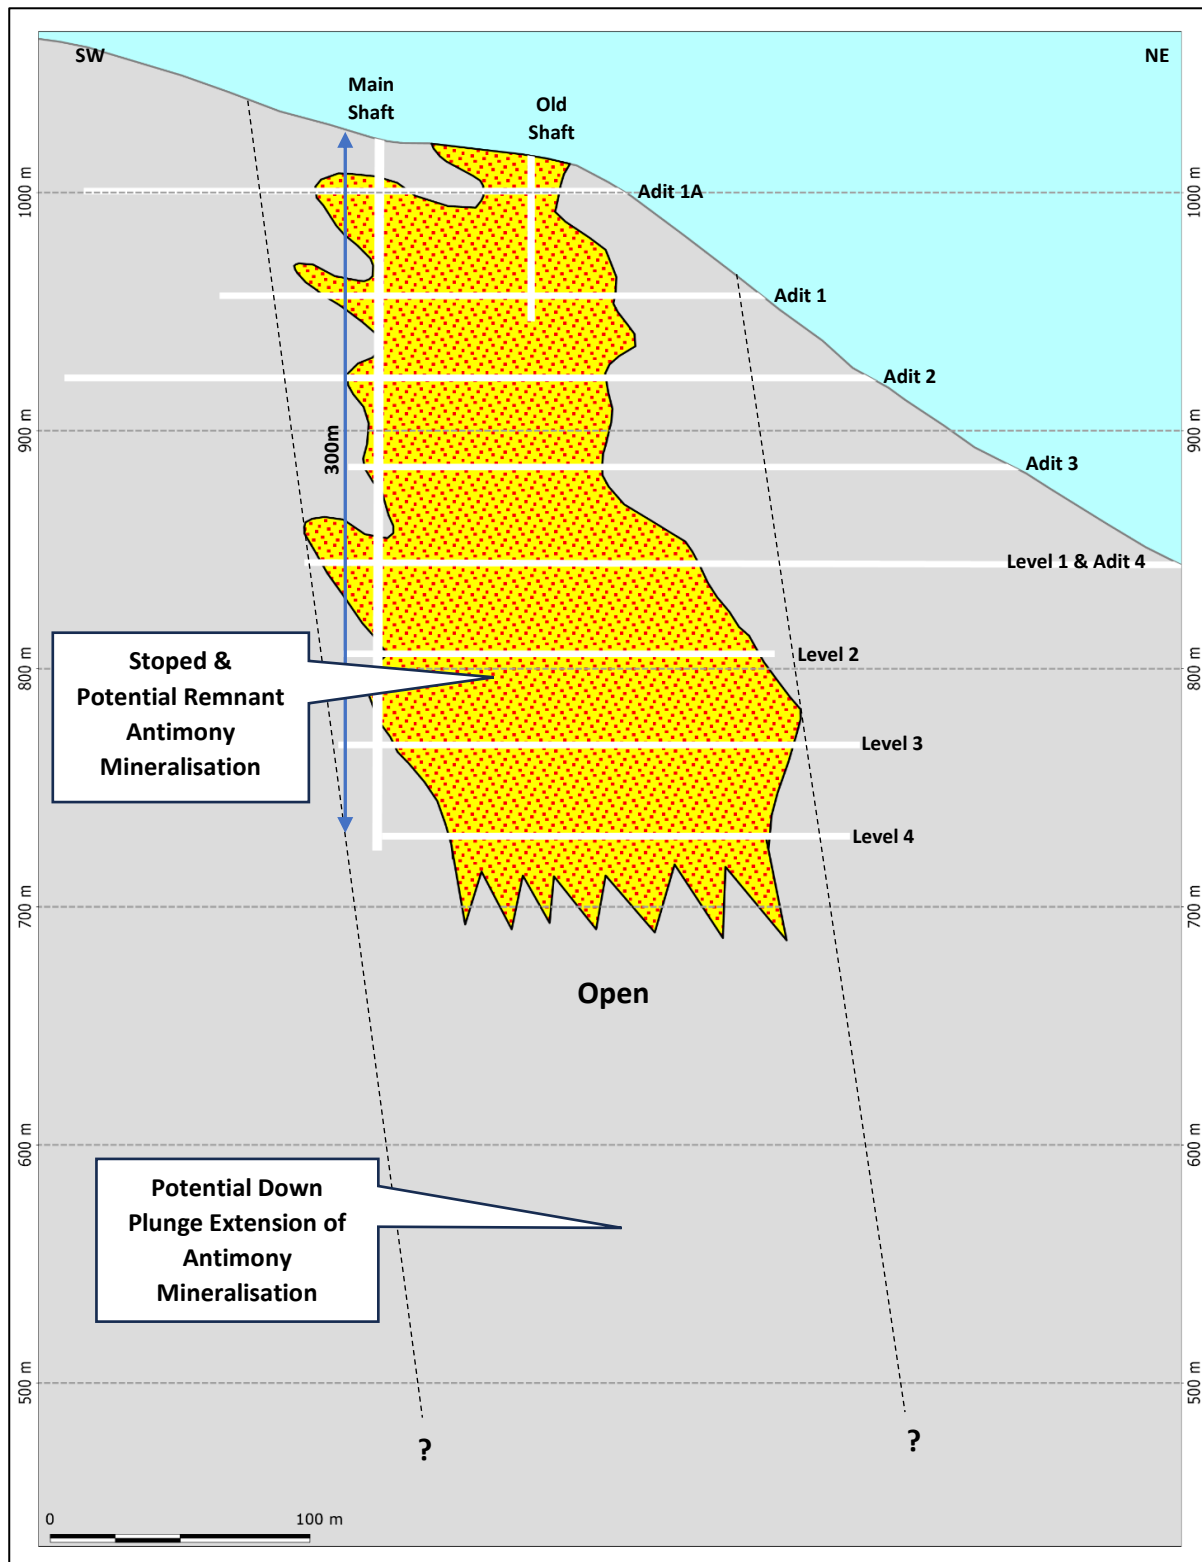 SW
NE
Main
Shaft
Old
Shaft
1000 m
Adit 1A
1000 m
Adit 1
Adit 2
900 m
300m
900 m
Adit 3
Level 1 & Adit 4
Stoped &
Potential Remnant
Antimony
Mineralisation
Level 2
800 m
800 m
Level 3
Level 4
700 m
700 m
Open
600 m
600 m
Potential Down
Plunge Extension of
Antimony
Mineralisation
500 m
500 m
?
?
0
100 m